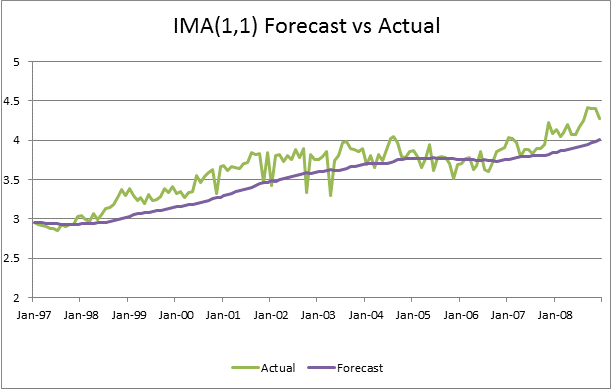 IMA(1,1) Forecast vs Actual
5
4.5
4
3.5
3
2.5
2
Jan-97 Jan-98 Jan-99 Jan-00 Jan-01 Jan-02 Jan-03 Jan-04 Jan-05 Jan-06 Jan-07 Jan-08
Actual Forecast